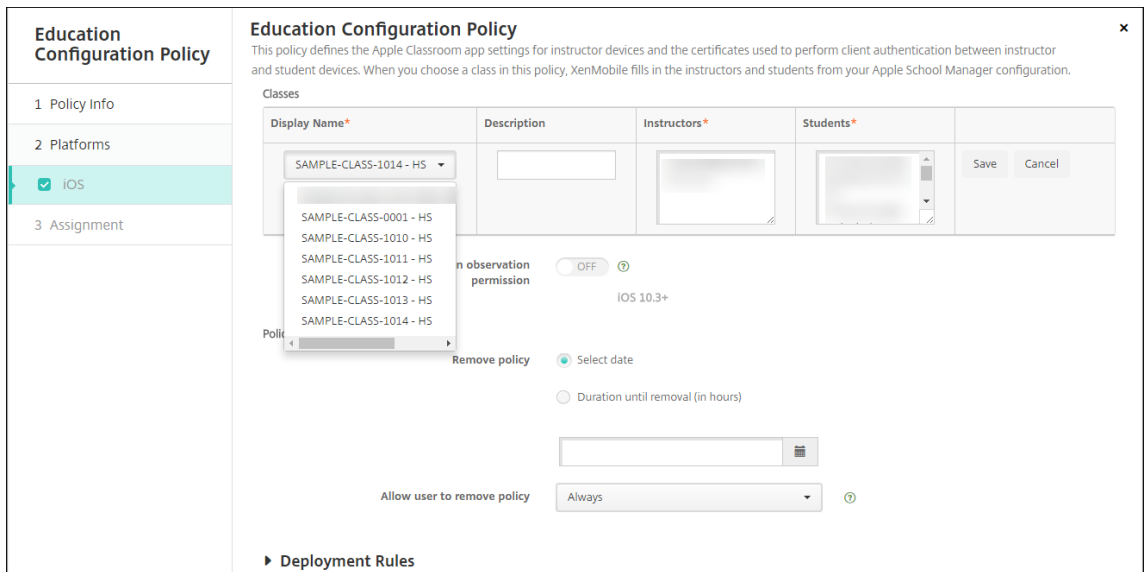 Education
Configuration Policy
1 Policy Info
2 Platforms
iOS
3 Assignment
Education Configuration Policy
×
This policy defines the Apple Classroom app settings for instructor devices and the certificates used to perform client authentication between instructor
and student devices. When you choose a class in this policy, XenMobile fills in the instructors and students from your Apple School Manager configuration.
Classes
Display Name* Description Instructors* Students*
SAMPLE-CLASS-1014 - HS Save Cancel
SAMPLE-CLASS-0001 - HS
SAMPLE-CLASS-1010 - HS
SAMPLE-CLASS-1011 - HS
SAMPLE-CLASS-1012 - HS
SAMPLE-CLASS-1013 - HS
SAMPLE-CLASS-1014 - HS
observation
permission
OFF
iOS 10.3+
Remove policy Select date
Duration until removal (in hours)
Allow user to remove policy Always
Deployment Rules